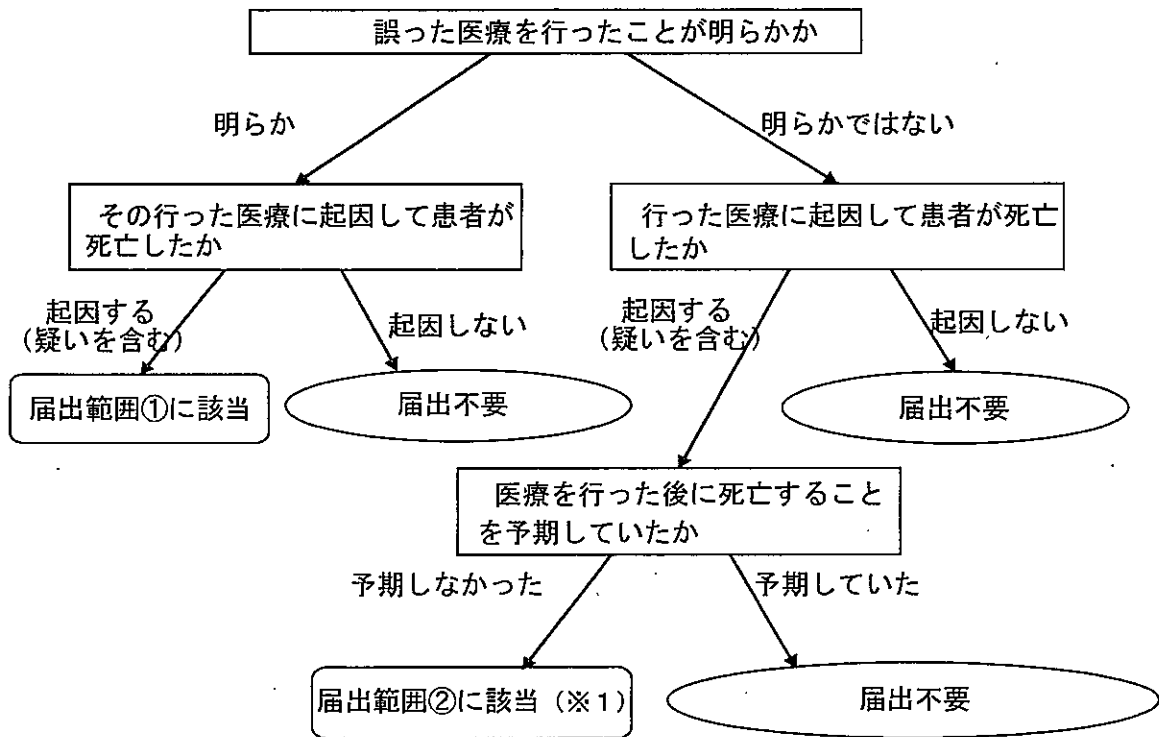 誤った医療を行ったことが明らかか
明らか
明らかではない
その行った医療に起因して患者が
死亡したか
行った医療に起因して患者が死亡
したか
起因する
(疑いを含む)
起因しない
起因する
(疑いを含む)
起因しない
届出範囲①に該当
届出不要
届出不要
医療を行った後に死亡すること
を予期していたか
予期しなかった
予期していた
届出範囲②に該当（※１）
届出不要